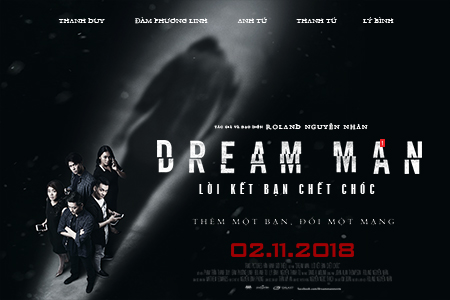 THANH DUY ĐÀM PHƯƠNG LINH ANH TÚ THANH TÚ LÝ BÌNH
TÁC GIẢ VÀ ĐẠO DIỄN ROLAND NGUYỄN NHÂN
DREAM MAN
1
LỜI KẾT BẠN CHẾT CHÓC
THÊM MỘT BẠN, ĐỔI MỘT MẠNG
02.11.2018